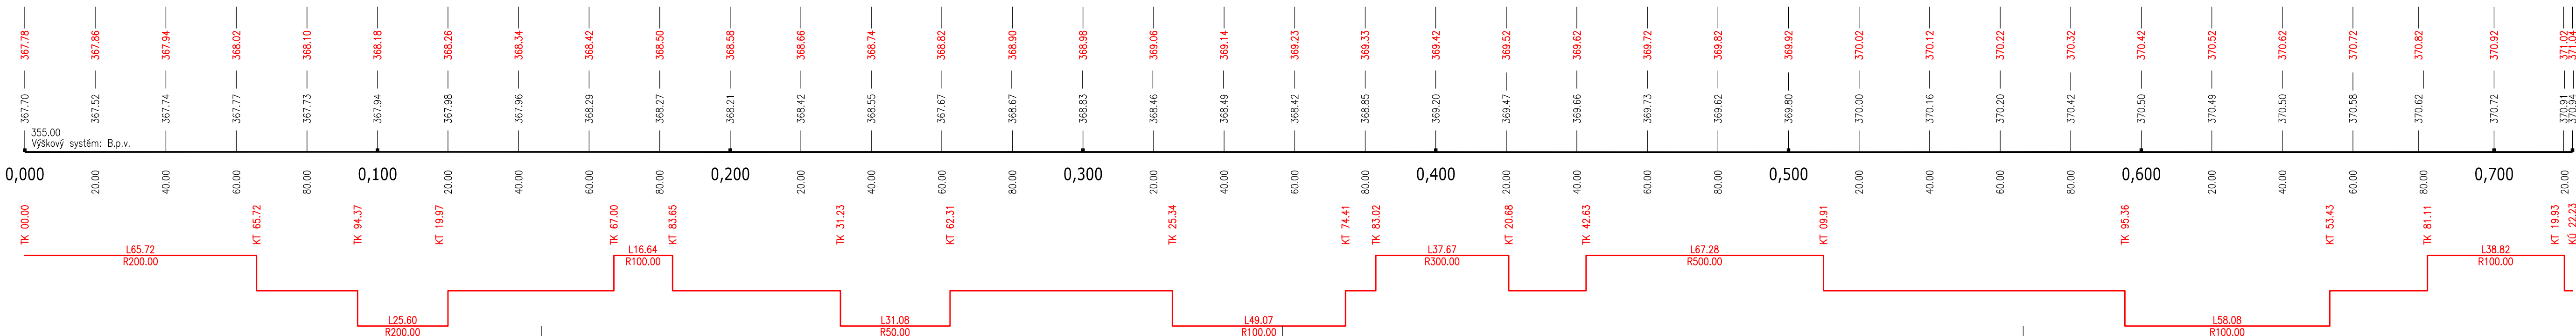 367.78 367.86 367.94 368.02 368.10 368.18 368.26 368.34 368.42 368.50 368.58 368.66 368.74 368.82 368.90 368.98 369.06 369.14 369.23 369.33 369.42 369.52 369.62 369.72 369.82 369.92 370.02 370.12 370.22 370.32 370.42 370.52 370.62 370.72 370.82 370.92 371.02 371.04
367.70 367.52 367.74 367.77 367.73 367.94 367.98 367.96 368.29 368.27 368.21 368.42 368.55 367.67 368.67 368.83 368.46 368.49 368.42 368.85 369.20 369.47 369.66 369.73 369.62 369.80 370.00 370.16 370.20 370.42 370.50 370.49 370.50 370.58 370.62 370.72 370.91 370.94
355.00
Výškový systém: B.p.v.
0,000 20.00 40.00 60.00 80.00 0,100 20.00 40.00 60.00 80.00 0,200 20.00 40.00 60.00 80.00 0,300 20.00 40.00 60.00 80.00 0,400 20.00 40.00 60.00 80.00 0,500 20.00 40.00 60.00 80.00 0,600 20.00 40.00 60.00 80.00 0,700 20.00
TK 00.00 KT 65.72 TK 94.37 KT 19.97 TK 67.00 KT 83.65 TK 31.23 KT 62.31 TK 25.34 KT 74.41 TK 83.02 KT 20.68 TK 42.63 KT 09.91 TK 95.36 KT 53.43 TK 81.11 KT 19.93 KÚ 22.23
L65.72 L16.64 L37.67 L67.28 L38.82
R200.00 R100.00 R300.00 R500.00 R100.00
L25.60 L31.08 L49.07 L58.08
R200.00 R50.00 R100.00 R100.00